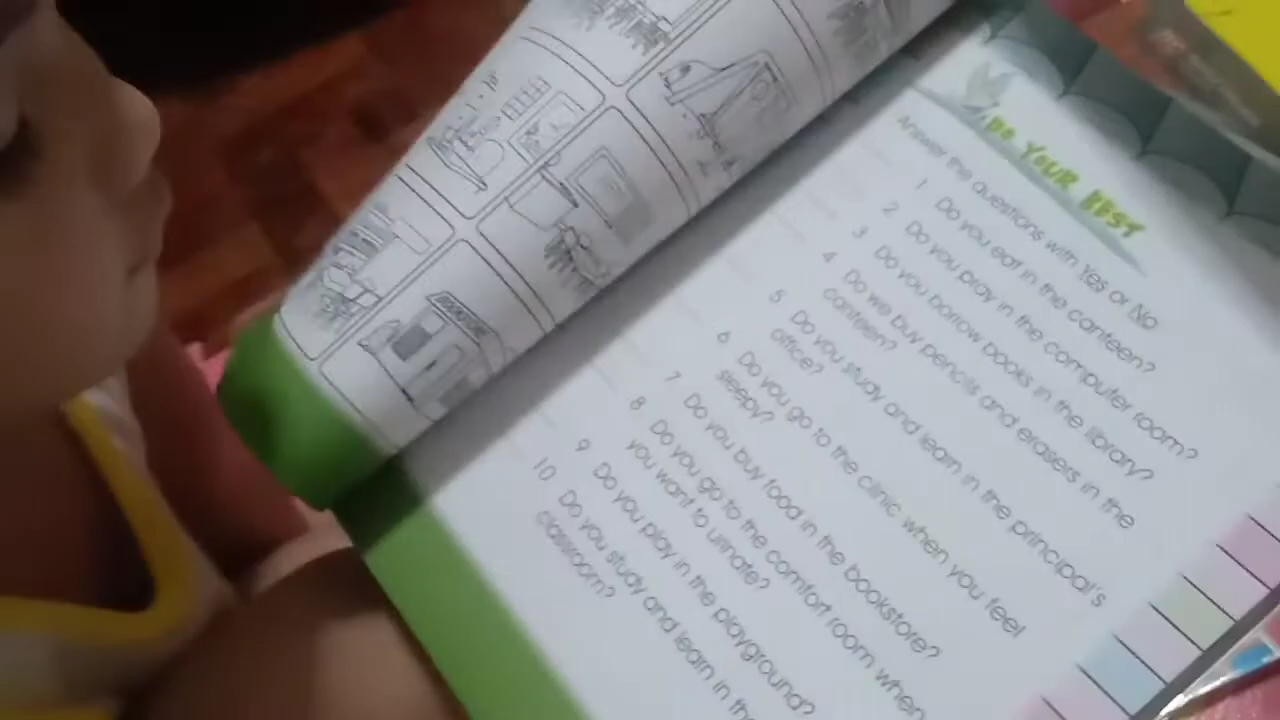 DO YOUR BEST
Answer the questions with Yes or No
1 Do you eat in the canteen?
2 Do you play in the computer room?
3 Do you borrow books in the library?
4 Do we buy pencils and erasers in the
canteen?
5 Do you study and learn in the principal's
office?
6 Do you go to the clinic when you feel
sleepy?
7 Do you buy food in the bookstore?
8 Do you go to the comfort room when
you want to urinate?
9 Do you play in the playground?
10 Do you study and learn in the
classroom?